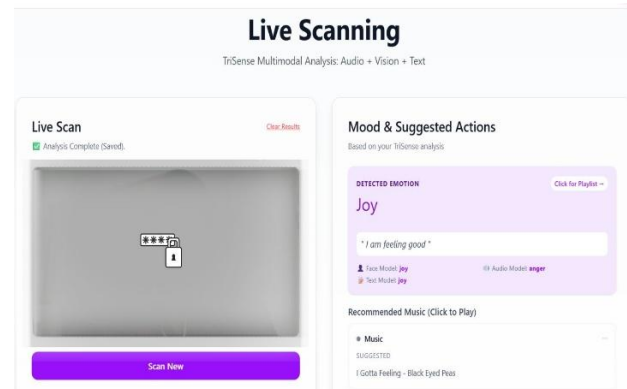 Live Scanning
TriSense Multimodal Analysis: Audio + Vision + Text
Live Scan
Clear Results
Analysis Complete (Saved).
****
Scan New
Mood & Suggested Actions
Based on your TriSense analysis
DETECTED EMOTION
Click for Playlist →
Joy
" I am feeling good "
Face Model: joy
Audio Model: anger
Text Model: joy
Recommended Music (Click to Play)
Music
SUGGESTED
I Gotta Feeling - Black Eyed Peas